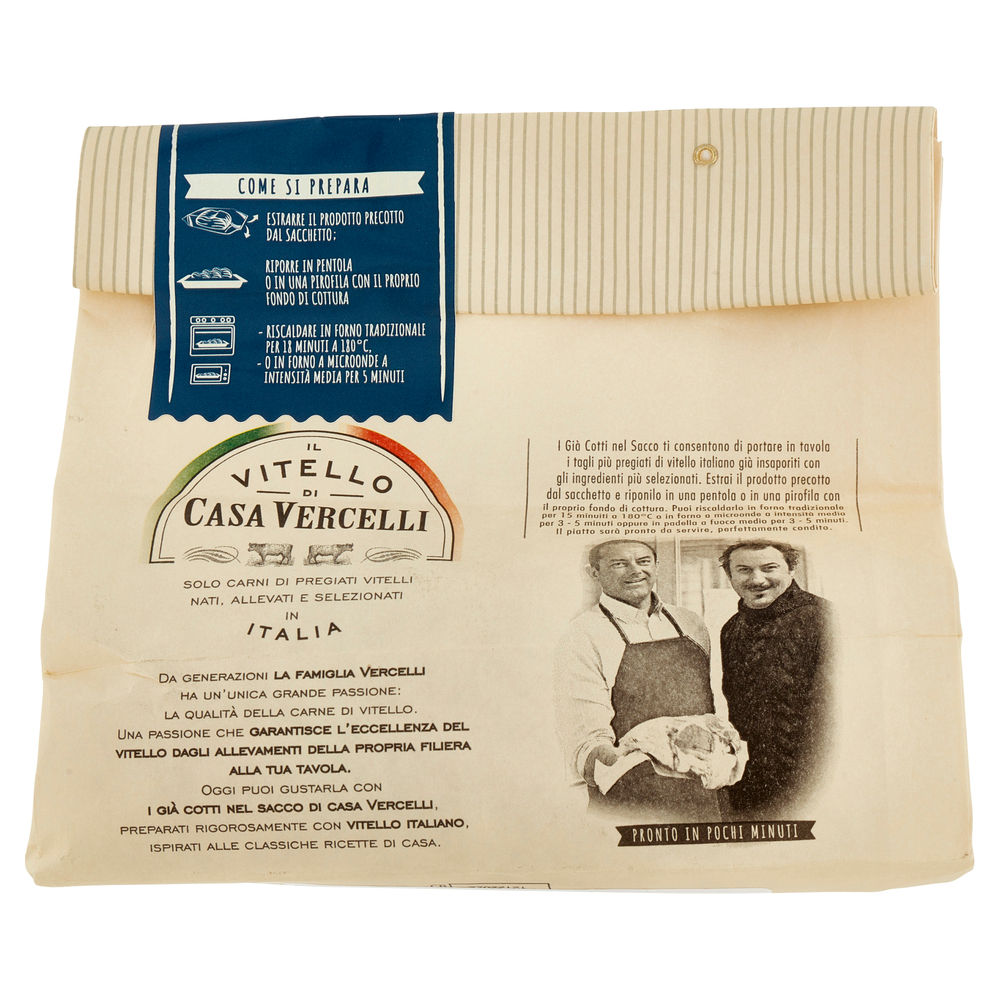 COME SI PREPARA
ESTRARRE IL PRODOTTO PRECOTTO
DAL SACCHETTO;
RIPORRE IN PENTOLA
O IN UNA PIROFILA CON IL PROPRIO
FONDO DI COTTURA
- RISCALDARE IN FORNO TRADIZIONALE
PER 18 MINUTI A 180°C,
- O IN FORNO A MICROONDE A
INTENSITÀ MEDIA PER 5 MINUTI
IL
VITELLO
DI
CASA VERCELLI
SOLO CARNI DI PREGIATI VITELLI
NATI, ALLEVATI E SELEZIONATI
IN
ITALIA
DA GENERAZIONI LA FAMIGLIA VERCELLI
HA UN'UNICA GRANDE PASSIONE:
LA QUALITÀ DELLA CARNE DI VITELLO.
UNA PASSIONE CHE GARANTISCE L'ECCELLENZA DEL
VITELLO DAGLI ALLEVAMENTI DELLA PROPRIA FILIERA
ALLA TUA TAVOLA.
OGGI PUOI GUSTARLA CON
I GIÀ COTTI NEL SACCO DI CASA VERCELLI,
PREPARATI RIGOROSAMENTE CON VITELLO ITALIANO,
ISPIRATI ALLE CLASSICHE RICETTE DI CASA.
I Già Cotti nel Sacco ti consentono di portare in tavola
i tagli più pregiati di vitello italiano già insaporiti con
gli ingredienti più selezionati. Estrai il prodotto precotto
dal sacchetto e riponilo in una pentola o in una pirofila con
il proprio fondo di cottura. Puoi riscaldarlo in forno tradizionale
per 15 minuiti a 180°C o in forno a microonde a intensità medio
per 3 - 5 minuti oppure in padella a fuoco medio per 3 - 5 minuti.
Il piatto sarà pronto da servire, perfettamente condito.
PRONTO IN POCHI MINUTI